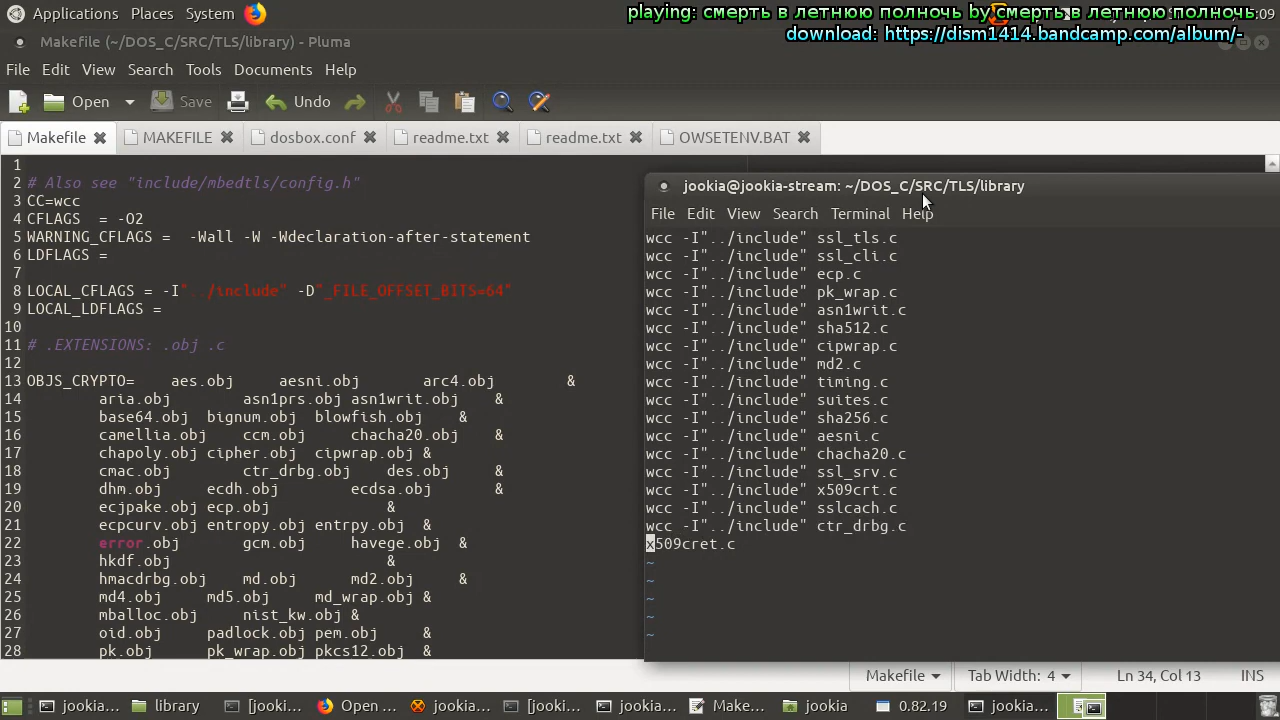 Applications Places System
playing: смерть в летнюю полночь by смерть в летнюю полночь
:09
download: https://dism1414.bandcamp.com/album/-
Makefile (~/DOS_C/SRC/TLS/library) - Pluma
File Edit View Search Tools Documents Help
Open Save Undo
Makefile MAKEFILE dosbox.conf readme.txt readme.txt OWSETENV.BAT
1
2 # Also see "include/mbedtls/config.h"
3 CC=wcc
4 CFLAGS = -O2
5 WARNING_CFLAGS = -Wall -W -Wdeclaration-after-statement
6 LDFLAGS =
7
8 LOCAL_CFLAGS = -I"../include" -D"_FILE_OFFSET_BITS=64"
9 LOCAL_LDFLAGS =
10
11 # .EXTENSIONS: .obj .c
12
13 OBJS_CRYPTO= aes.obj aesni.obj arc4.obj &
14 aria.obj asn1prs.obj asn1writ.obj &
15 base64.obj bignum.obj blowfish.obj &
16 camellia.obj ccm.obj chacha20.obj &
17 chapoly.obj cipher.obj cipwrap.obj &
18 cmac.obj ctr_drbg.obj des.obj &
19 dhm.obj ecdh.obj ecdsa.obj &
20 ecjpake.obj ecp.obj &
21 ecpcurv.obj entropy.obj entrpy.obj &
22 error.obj gcm.obj havege.obj &
23 hkdf.obj &
24 hmacdrbg.obj md.obj md2.obj &
25 md4.obj md5.obj md_wrap.obj &
26 mballoc.obj nist_kw.obj &
27 oid.obj padlock.obj pem.obj &
28 pk.obj pk_wrap.obj pkcs12.obj &
jookia@jookia-stream: ~/DOS_C/SRC/TLS/library
File Edit View Search Terminal Help
wcc -I"../include" ssl_tls.c
wcc -I"../include" ssl_cli.c
wcc -I"../include" ecp.c
wcc -I"../include" pk_wrap.c
wcc -I"../include" asn1writ.c
wcc -I"../include" sha512.c
wcc -I"../include" cipwrap.c
wcc -I"../include" md2.c
wcc -I"../include" timing.c
wcc -I"../include" suites.c
wcc -I"../include" sha256.c
wcc -I"../include" aesni.c
wcc -I"../include" chacha20.c
wcc -I"../include" ssl_srv.c
wcc -I"../include" x509crt.c
wcc -I"../include" sslcach.c
wcc -I"../include" ctr_drbg.c
x509cret.c
~
~
~
~
~
Makefile Tab Width: 4 Ln 34, Col 13 INS
jookia... library [jooki... Open ... jookia... [jooki... jookia... Make... jookia 0.82.19 jookia...